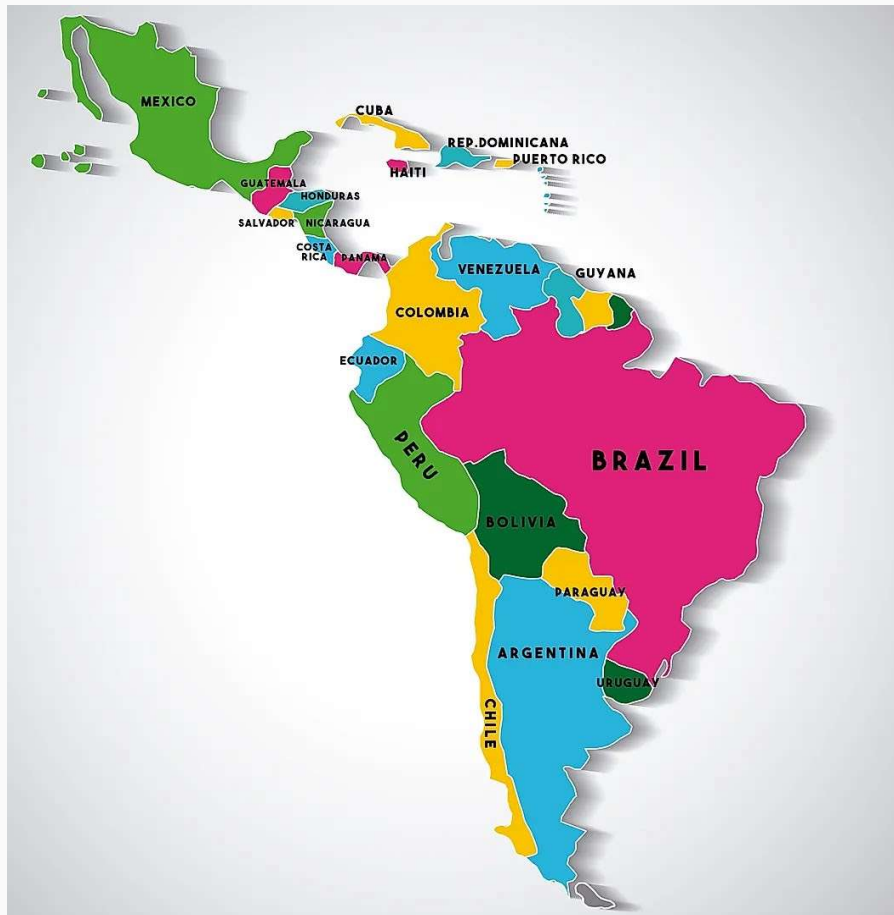 MEXICO
CUBA
REP.DOMINICANA
PUERTO RICO
HAITI
GUATEMALA
HONDURAS
SALVADOR
NICARAGUA
COSTA
RICA
PANAMA
VENEZUELA
GUYANA
COLOMBIA
ECUADOR
PERU
BRAZIL
BOLIVIA
PARAGUAY
ARGENTINA
URUGUAY
CHILE